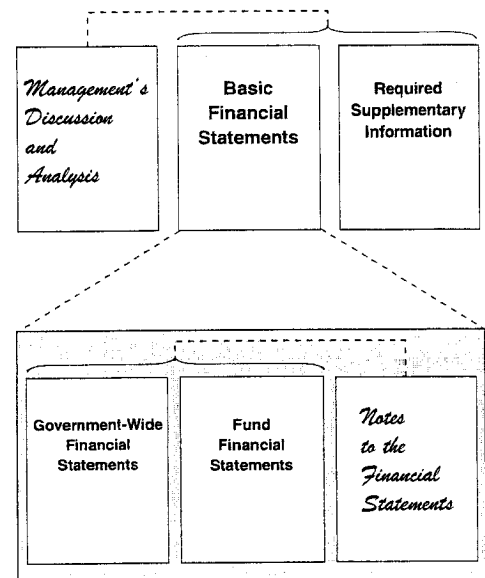 Management's
Discussion
and
Analysis
Basic
Financial
Statements
Required
Supplementary
Information
Government-Wide
Financial
Statements
Fund
Financial
Statements
Notes
to the
Financial
Statements